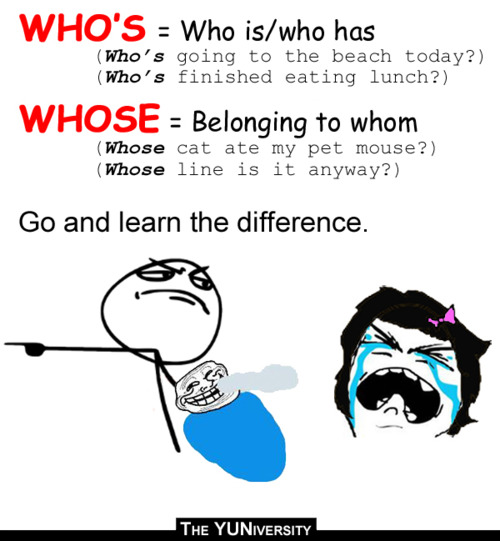 WHO'S = Who is/who has
(Who's going to the beach today?)
(Who's finished eating lunch?)
WHOSE = Belonging to whom
(Whose cat ate my pet mouse?)
(Whose line is it anyway?)
Go and learn the difference.
THE YUNIVERSITY